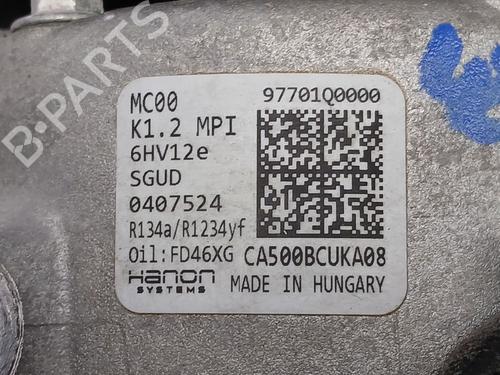 B-PARTS
MC00
97701Q0000
K1.2 MPI
6HV12e
SGUD
0407524
R134a/R1234yf
Oil:FD46XG CA500BCUKA08
Hanon
SYSTEMS
MADE IN HUNGARY